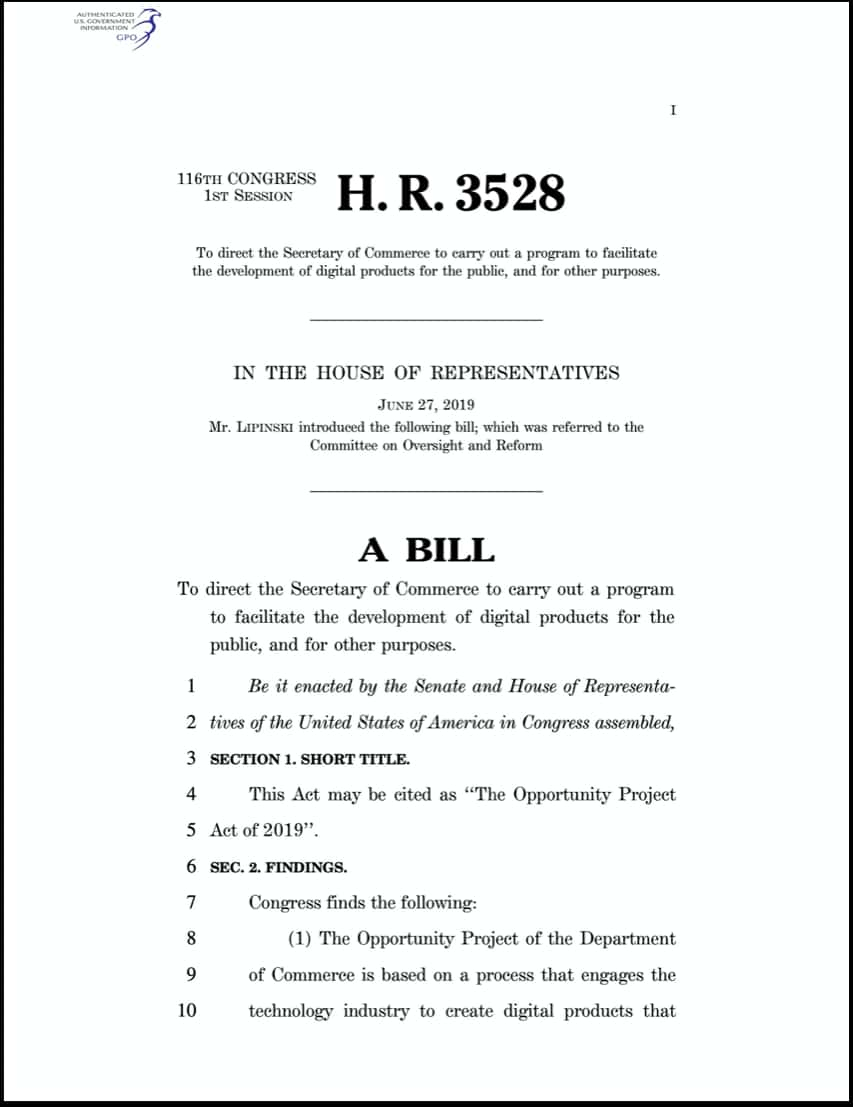 AUTHENTICATED
U.S. GOVERNMENT
INFORMATION
GPO
I
116TH CONGRESS
1ST SESSION
H. R. 3528
To direct the Secretary of Commerce to carry out a program to facilitate
the development of digital products for the public, and for other purposes.
IN THE HOUSE OF REPRESENTATIVES
JUNE 27, 2019
Mr. LIPINSKI introduced the following bill; which was referred to the
Committee on Oversight and Reform
A BILL
To direct the Secretary of Commerce to carry out a program
to facilitate the development of digital products for the
public, and for other purposes.
1 Be it enacted by the Senate and House of Representa-
2 tives of the United States of America in Congress assembled,
3 SECTION 1. SHORT TITLE.
4 This Act may be cited as ‘‘The Opportunity Project
5 Act of 2019’’.
6 SEC. 2. FINDINGS.
7 Congress finds the following:
8 (1) The Opportunity Project of the Department
9 of Commerce is based on a process that engages the
10 technology industry to create digital products that